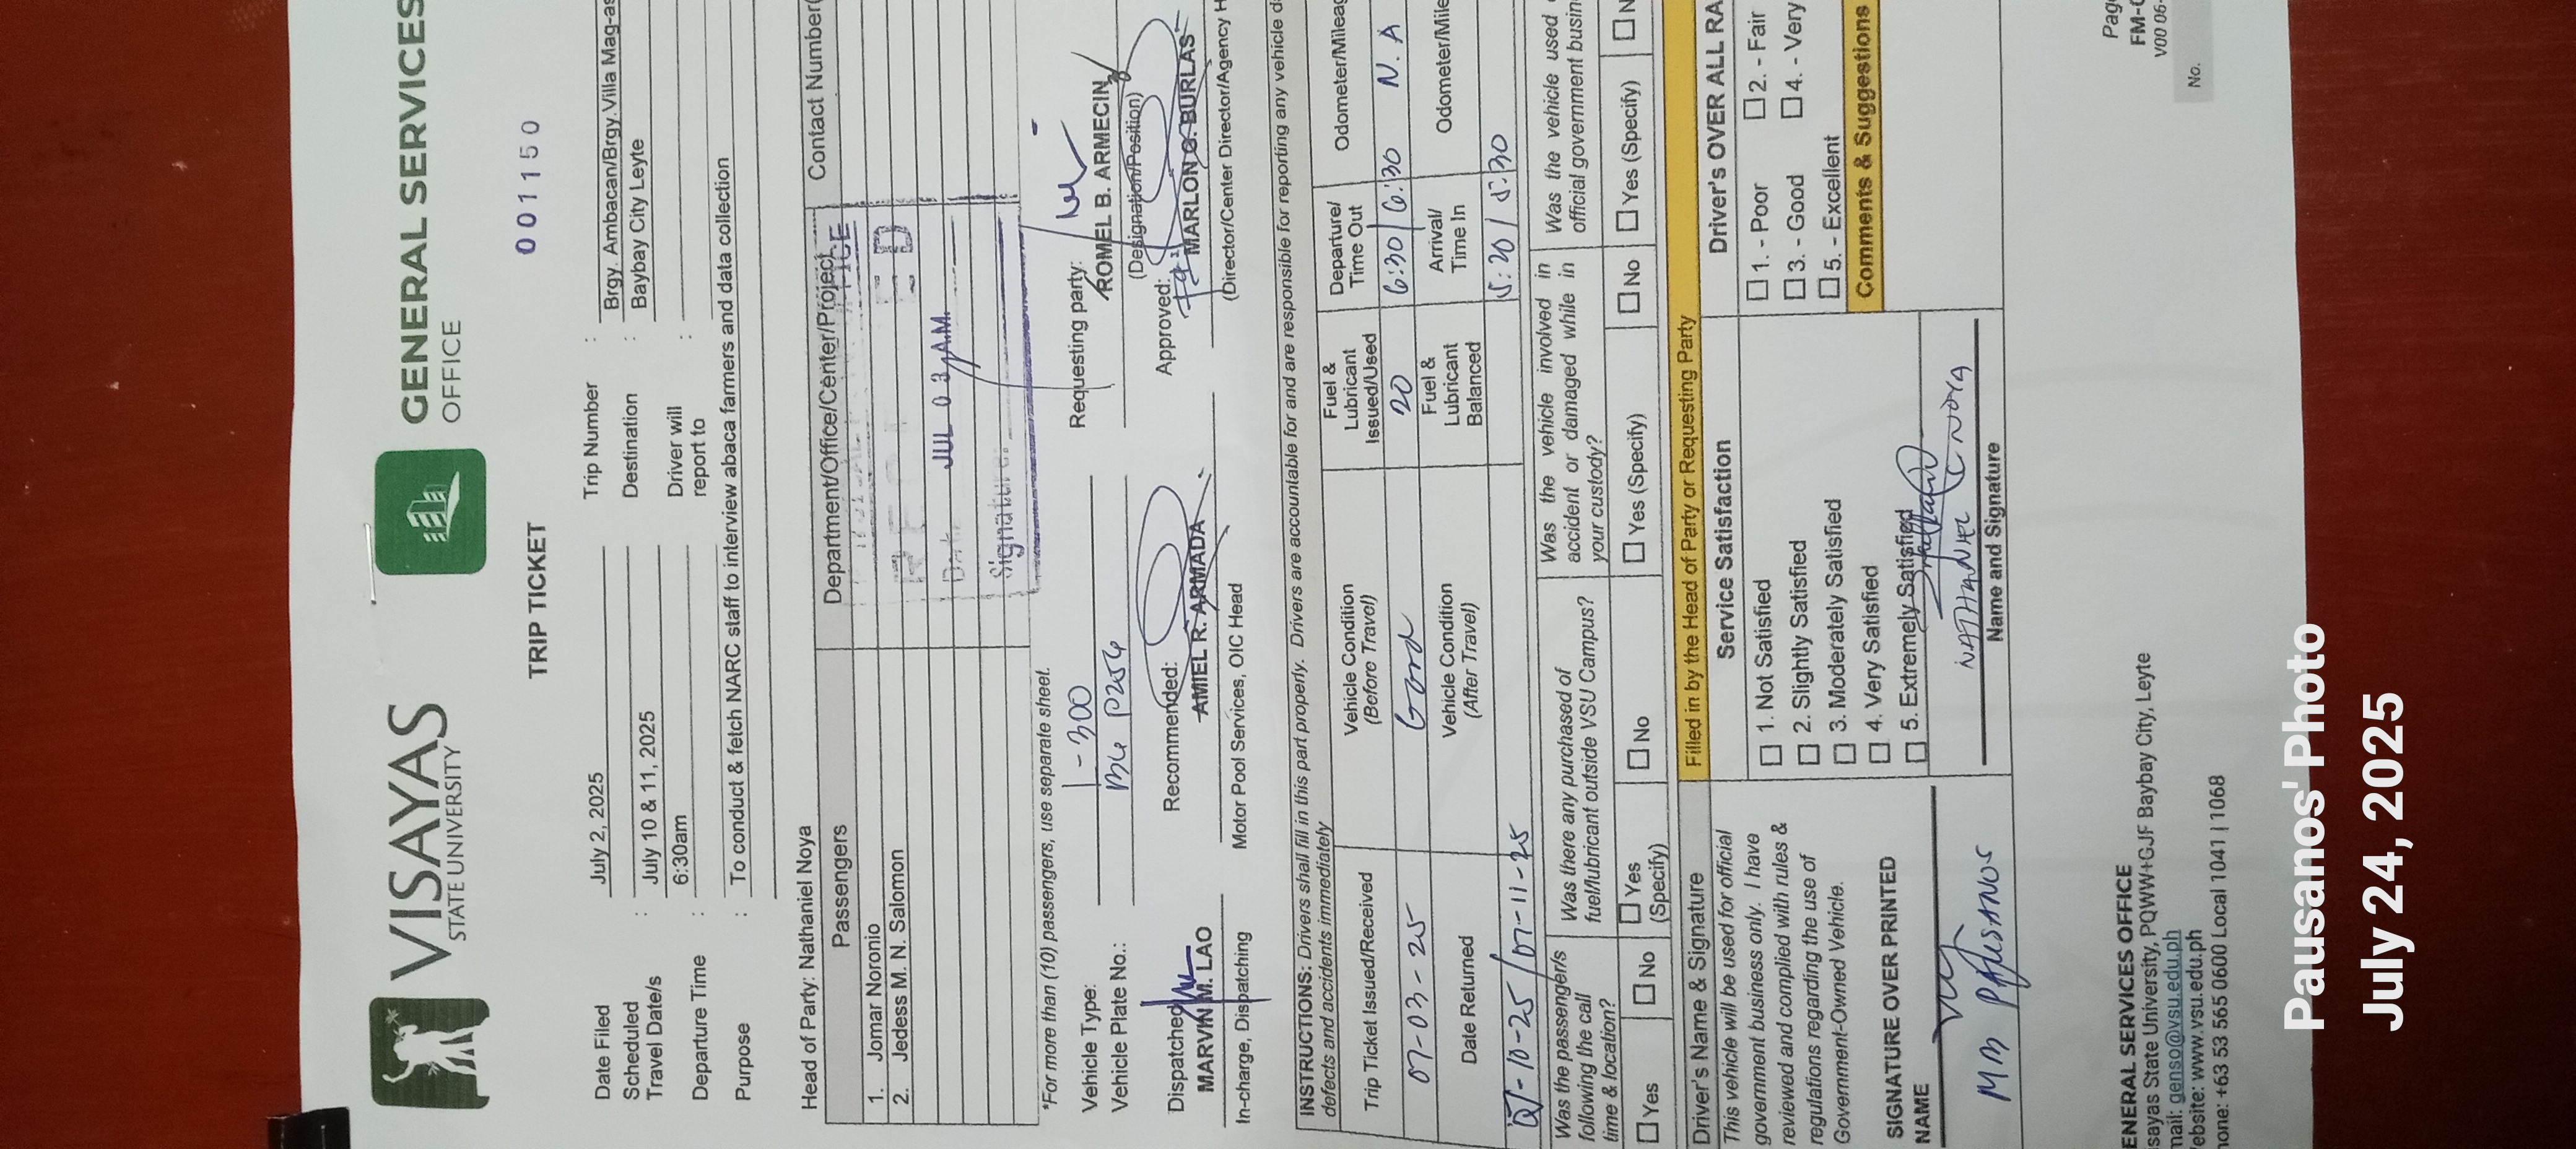 VISAYAS
STATE UNIVERSITY
GENERAL SERVICES
OFFICE
001150
TRIP TICKET
Date Filed July 2, 2025
Trip Number :
Scheduled Travel Date/s : July 10 & 11, 2025
Destination : Brgy. Ambacan/Brgy.Villa Mag-as
Baybay City Leyte
Departure Time : 6:30am
Driver will report to :
Purpose : To conduct & fetch NARC staff to interview abaca farmers and data collection
Head of Party: Nathaniel Noya
Contact Number
Passengers
Department/Office/Center/Project
1. Jomar Noronio
2. Jedess M. N. Salomon
JUL 03
A.M.
Signature:
*For more than (10) passengers, use separate sheet.
Vehicle Type: L-300
Vehicle Plate No.:
Requesting party:
ROMEL B. ARMECIN
(Designation/Position)
Dispatched
MARVIN M. LAO
In-charge, Dispatching
Recommended:
AMIEL R. ARMADA
Motor Pool Services, OIC Head
Approved:
MARLON G. BURLAS
(Director/Center Director/Agency H
INSTRUCTIONS: Drivers shall fill in this part properly. Drivers are accountable for and are responsible for reporting any vehicle d
defects and accidents immediately
Trip Ticket Issued/Received
Vehicle Condition (Before Travel)
Fuel & Lubricant Issued/Used
Departure/ Time Out
Odometer/Mileag
07-03-25
Good
20
6:30/6:30
N.A
Date Returned
Vehicle Condition (After Travel)
Fuel & Lubricant Balanced
Arrival/ Time In
Odometer/Mile
07-10-25/07-11-25
5:20/5:30
Was the passenger/s following the call time & location?
Was there any purchased of fuel/lubricant outside VSU Campus?
Was the vehicle involved in accident or damaged while in your custody?
Was the vehicle used
official government busin
Yes
No
Yes (Specify)
No
Yes (Specify)
No
Yes (Specify)
N
Driver's Name & Signature
Filled in by the Head of Party or Requesting Party
This vehicle will be used for official
government business only. I have
reviewed and complied with rules &
regulations regarding the use of
Government-Owned Vehicle.
SIGNATURE OVER PRINTED
NAME
MM PAUSANOS
Service Satisfaction
1. Not Satisfied
2. Slightly Satisfied
3. Moderately Satisfied
4. Very Satisfied
5. Extremely Satisfied
NATHANIEL C NOYA
Name and Signature
Driver's OVER ALL RA
1. - Poor
2. - Fair
3. - Good
4. - Very
5. - Excellent
Comments & Suggestions
ENERAL SERVICES OFFICE
isayas State University, PQWW+GJF Baybay City, Leyte
mail: genso@vsu.edu.ph
ebsite: www.vsu.edu.ph
hone: +63 53 565 0600 Local 1041 | 1068
Page
FM-G
V00 06-
No.
Pausanos' Photo
July 24, 2025